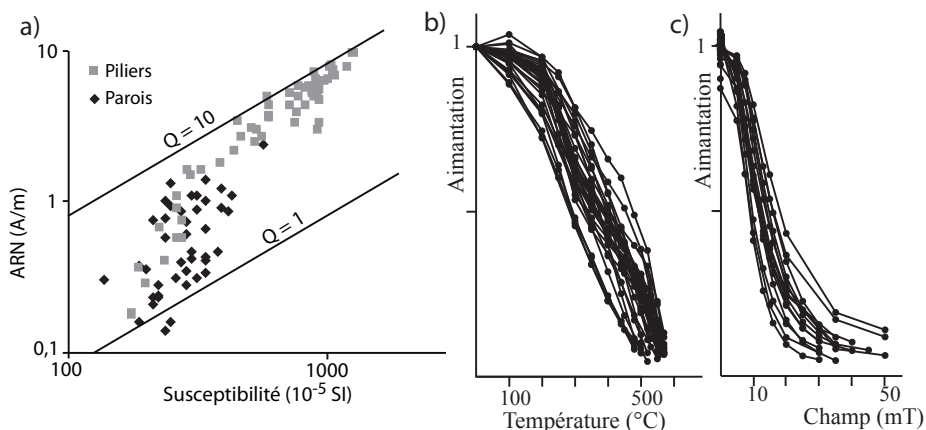 a)
10
1
0,1
ARN (A/m)
Piliers
Parois
Q = 10
Q = 1
100
1000
Susceptibilité (10⁻⁵ SI)
b)
1
Aimantation
100
500
Température (°C)
c)
1
Aimantation
10
50
Champ (mT)